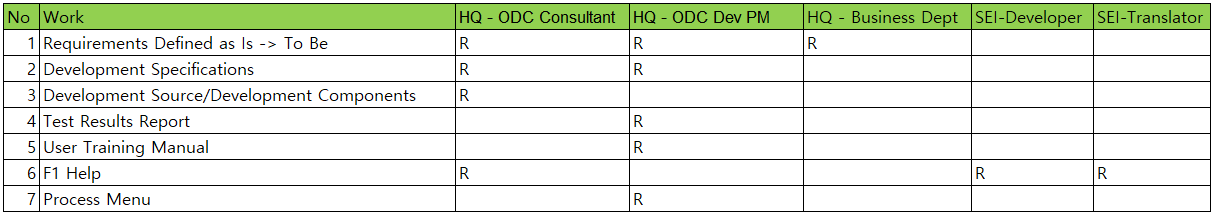 No Work HQ - ODC Consultant HQ - ODC Dev PM HQ - Business Dept SEI-Developer SEI-Translator
1 Requirements Defined as Is -> To Be R R R
2 Development Specifications R R
3 Development Source/Development Components R
4 Test Results Report R
5 User Training Manual R
6 F1 Help R R R
7 Process Menu R